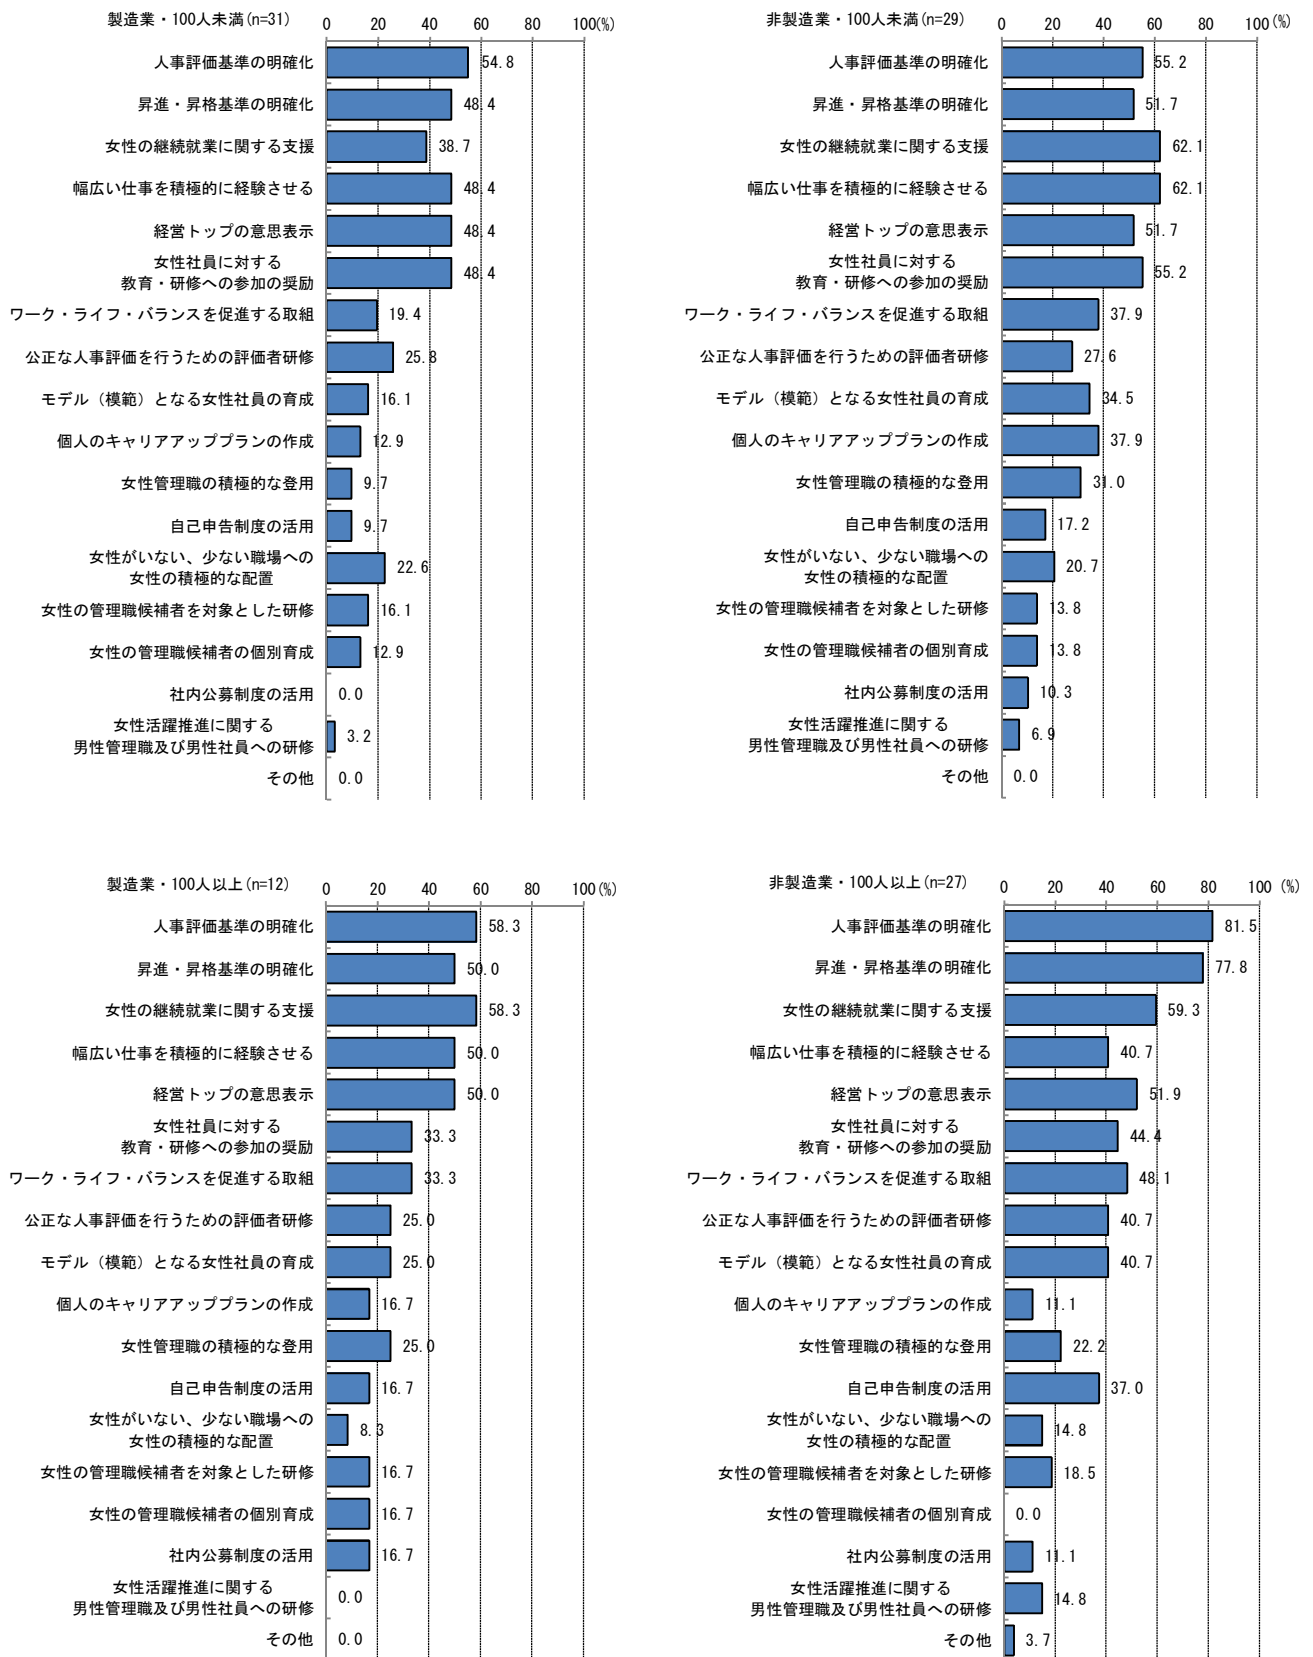 製造業・100人未満(n=31)
0 20 40 60 80 100(%)
人事評価基準の明確化 54.8
昇進・昇格基準の明確化 48.4
女性の継続就業に関する支援 38.7
幅広い仕事を積極的に経験させる 48.4
経営トップの意思表示 48.4
女性社員に対する
教育・研修への参加の奨励 48.4
ワーク・ライフ・バランスを促進する取組 19.4
公正な人事評価を行うための評価者研修 25.8
モデル（模範）となる女性社員の育成 16.1
個人のキャリアアッププランの作成 12.9
女性管理職の積極的な登用 9.7
自己申告制度の活用 9.7
女性がいない、少ない職場への
女性の積極的な配置 22.6
女性の管理職候補者を対象とした研修 16.1
女性の管理職候補者の個別育成 12.9
社内公募制度の活用 0.0
女性活躍推進に関する
男性管理職及び男性社員への研修 3.2
その他 0.0
非製造業・100人未満(n=29)
0 20 40 60 80 100 (%)
人事評価基準の明確化 55.2
昇進・昇格基準の明確化 51.7
女性の継続就業に関する支援 62.1
幅広い仕事を積極的に経験させる 62.1
経営トップの意思表示 51.7
女性社員に対する
教育・研修への参加の奨励 55.2
ワーク・ライフ・バランスを促進する取組 37.9
公正な人事評価を行うための評価者研修 27.6
モデル（模範）となる女性社員の育成 34.5
個人のキャリアアッププランの作成 37.9
女性管理職の積極的な登用 31.0
自己申告制度の活用 17.2
女性がいない、少ない職場への
女性の積極的な配置 20.7
女性の管理職候補者を対象とした研修 13.8
女性の管理職候補者の個別育成 13.8
社内公募制度の活用 10.3
女性活躍推進に関する
男性管理職及び男性社員への研修 6.9
その他 0.0
製造業・100人以上(n=12)
0 20 40 60 80 100(%)
人事評価基準の明確化 58.3
昇進・昇格基準の明確化 50.0
女性の継続就業に関する支援 58.3
幅広い仕事を積極的に経験させる 50.0
経営トップの意思表示 50.0
女性社員に対する
教育・研修への参加の奨励 33.3
ワーク・ライフ・バランスを促進する取組 33.3
公正な人事評価を行うための評価者研修 25.0
モデル（模範）となる女性社員の育成 25.0
個人のキャリアアッププランの作成 16.7
女性管理職の積極的な登用 25.0
自己申告制度の活用 16.7
女性がいない、少ない職場への
女性の積極的な配置 8.3
女性の管理職候補者を対象とした研修 16.7
女性の管理職候補者の個別育成 16.7
社内公募制度の活用 16.7
女性活躍推進に関する
男性管理職及び男性社員への研修 0.0
その他 0.0
非製造業・100人以上(n=27)
0 20 40 60 80 100 (%)
人事評価基準の明確化 81.5
昇進・昇格基準の明確化 77.8
女性の継続就業に関する支援 59.3
幅広い仕事を積極的に経験させる 40.7
経営トップの意思表示 51.9
女性社員に対する
教育・研修への参加の奨励 44.4
ワーク・ライフ・バランスを促進する取組 48.1
公正な人事評価を行うための評価者研修 40.7
モデル（模範）となる女性社員の育成 40.7
個人のキャリアアッププランの作成 11.1
女性管理職の積極的な登用 22.2
自己申告制度の活用 37.0
女性がいない、少ない職場への
女性の積極的な配置 14.8
女性の管理職候補者を対象とした研修 18.5
女性の管理職候補者の個別育成 0.0
社内公募制度の活用 11.1
女性活躍推進に関する
男性管理職及び男性社員への研修 14.8
その他 3.7